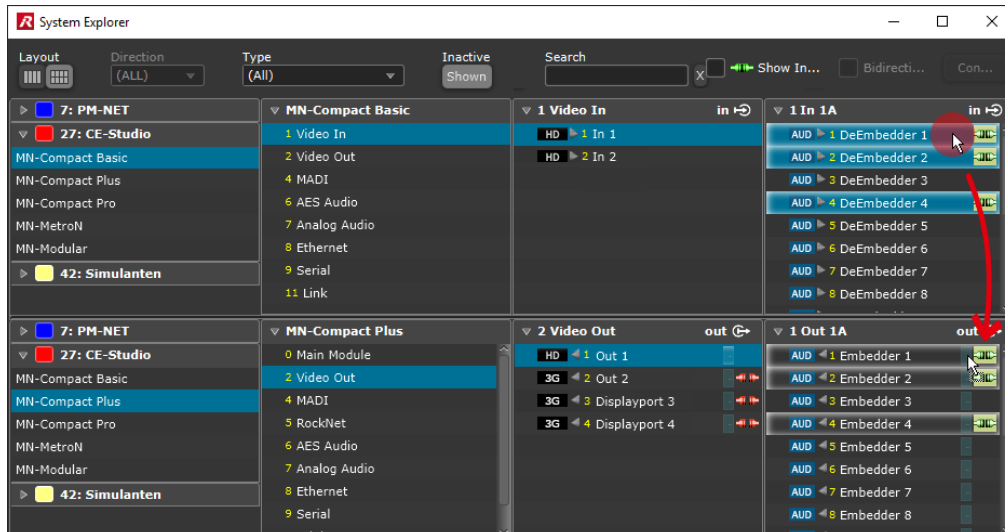 System Explorer
Layout
Direction
Type
Inactive
Search
(ALL)
(All)
Shown
X
Show In...
Bidirecti...
Con...
7: PM-NET
27: CE-Studio
MN-Compact Basic
MN-Compact Plus
MN-Compact Pro
MN-MetroN
MN-Modular
42: Simulanten
MN-Compact Basic
1 Video In
2 Video Out
4 MADI
6 AES Audio
7 Analog Audio
8 Ethernet
9 Serial
11 Link
1 Video In in
HD 1 In 1
HD 2 In 2
1 In 1A in
AUD 1 DeEmbedder 1
AUD 2 DeEmbedder 2
AUD 3 DeEmbedder 3
AUD 4 DeEmbedder 4
AUD 5 DeEmbedder 5
AUD 6 DeEmbedder 6
AUD 7 DeEmbedder 7
AUD 8 DeEmbedder 8
7: PM-NET
27: CE-Studio
MN-Compact Basic
MN-Compact Plus
MN-Compact Pro
MN-MetroN
MN-Modular
42: Simulanten
MN-Compact Plus
0 Main Module
2 Video Out
4 MADI
5 RockNet
6 AES Audio
7 Analog Audio
8 Ethernet
9 Serial
2 Video Out out
HD 1 Out 1
3G 2 Out 2
3G 3 Displayport 3
3G 4 Displayport 4
1 Out 1A out
AUD 1 Embedder 1
AUD 2 Embedder 2
AUD 3 Embedder 3
AUD 4 Embedder 4
AUD 5 Embedder 5
AUD 6 Embedder 6
AUD 7 Embedder 7
AUD 8 Embedder 8